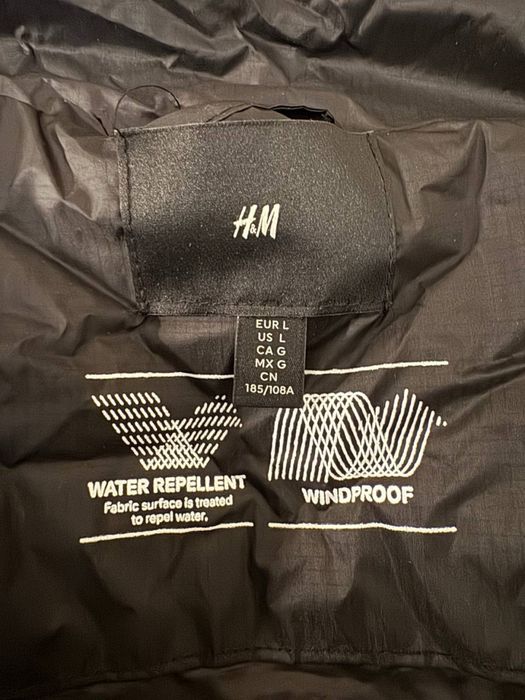 H&M
EUR L
US L
CA G
MX G
CN
185/108A
WATER REPELLENT
Fabric surface is treated
to repel water.
WINDPROOF